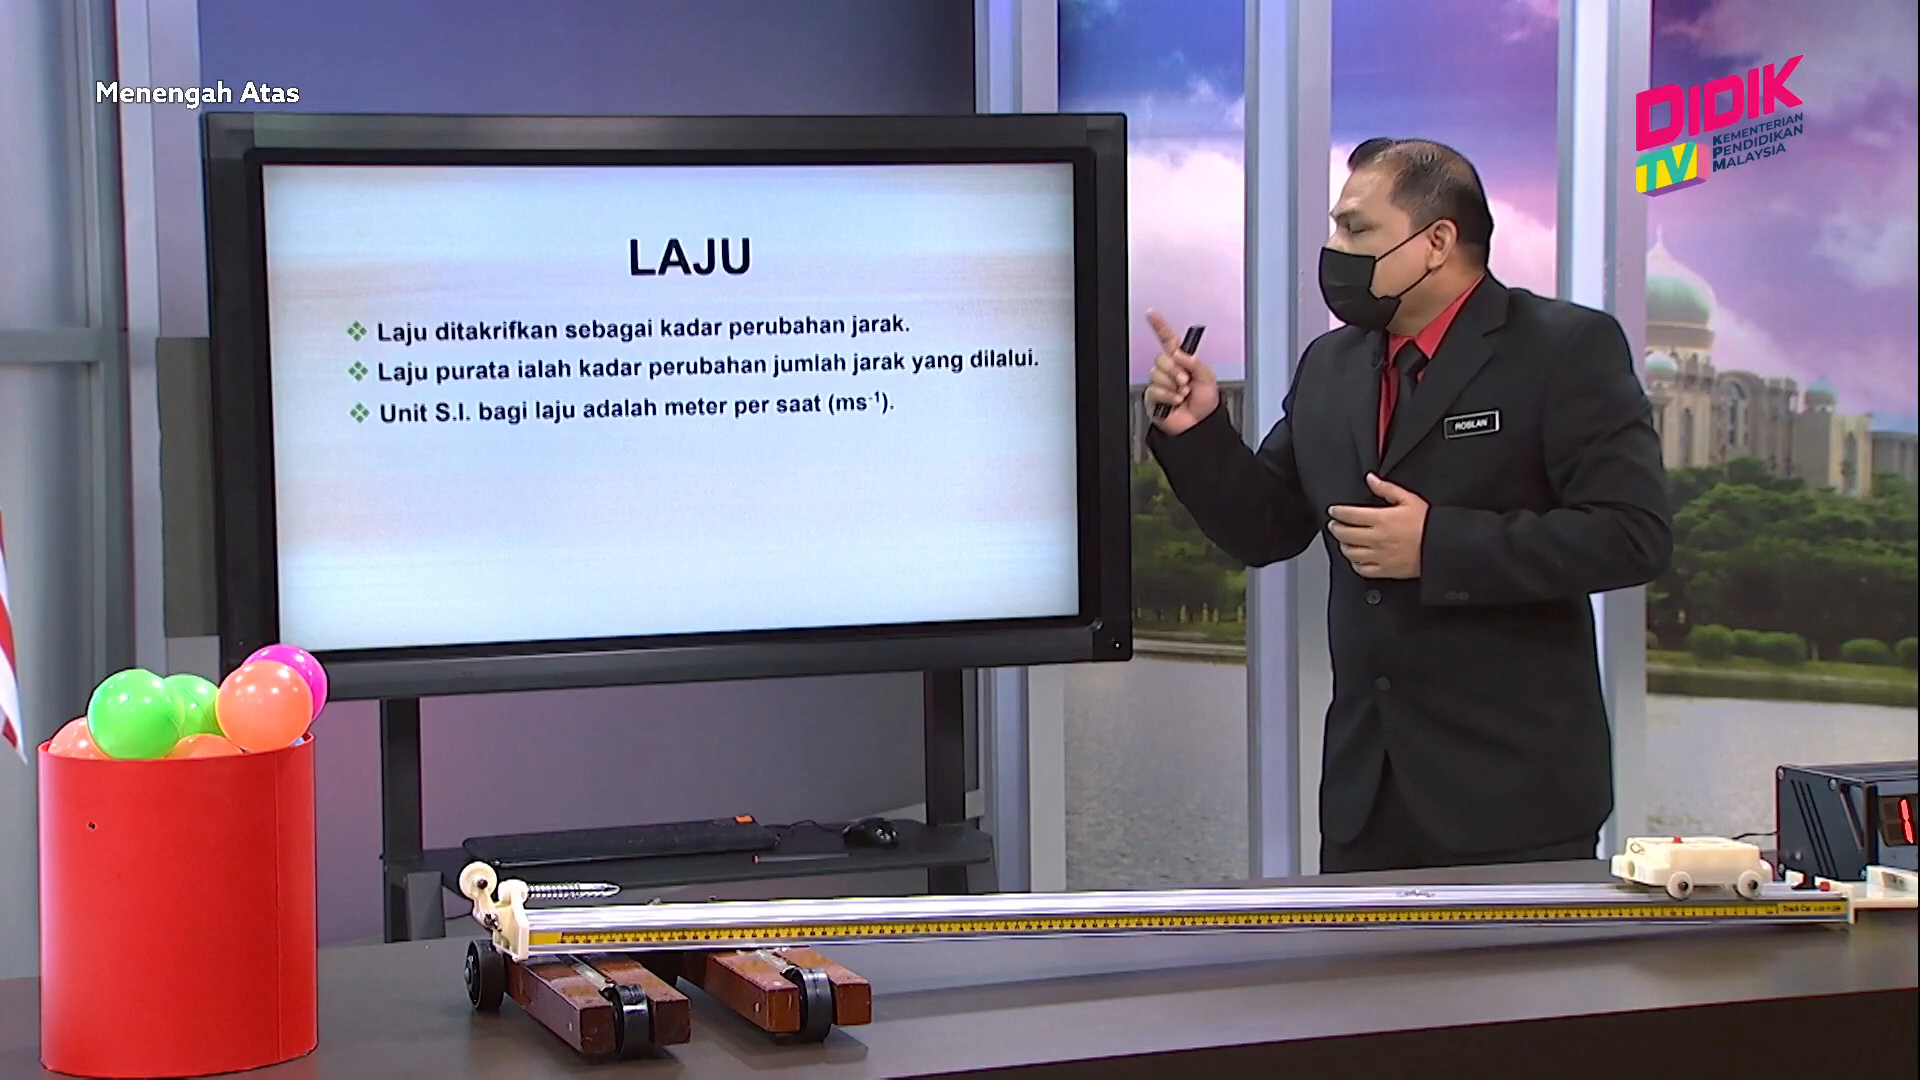 Menengah Atas
DIDIK
TV
KEMENTERIAN
PENDIDIKAN
MALAYSIA
LAJU
Laju ditakrifkan sebagai kadar perubahan jarak.
Laju purata ialah kadar perubahan jumlah jarak yang dilalui.
Unit S.I. bagi laju adalah meter per saat (ms⁻¹).
ROSLAN
1